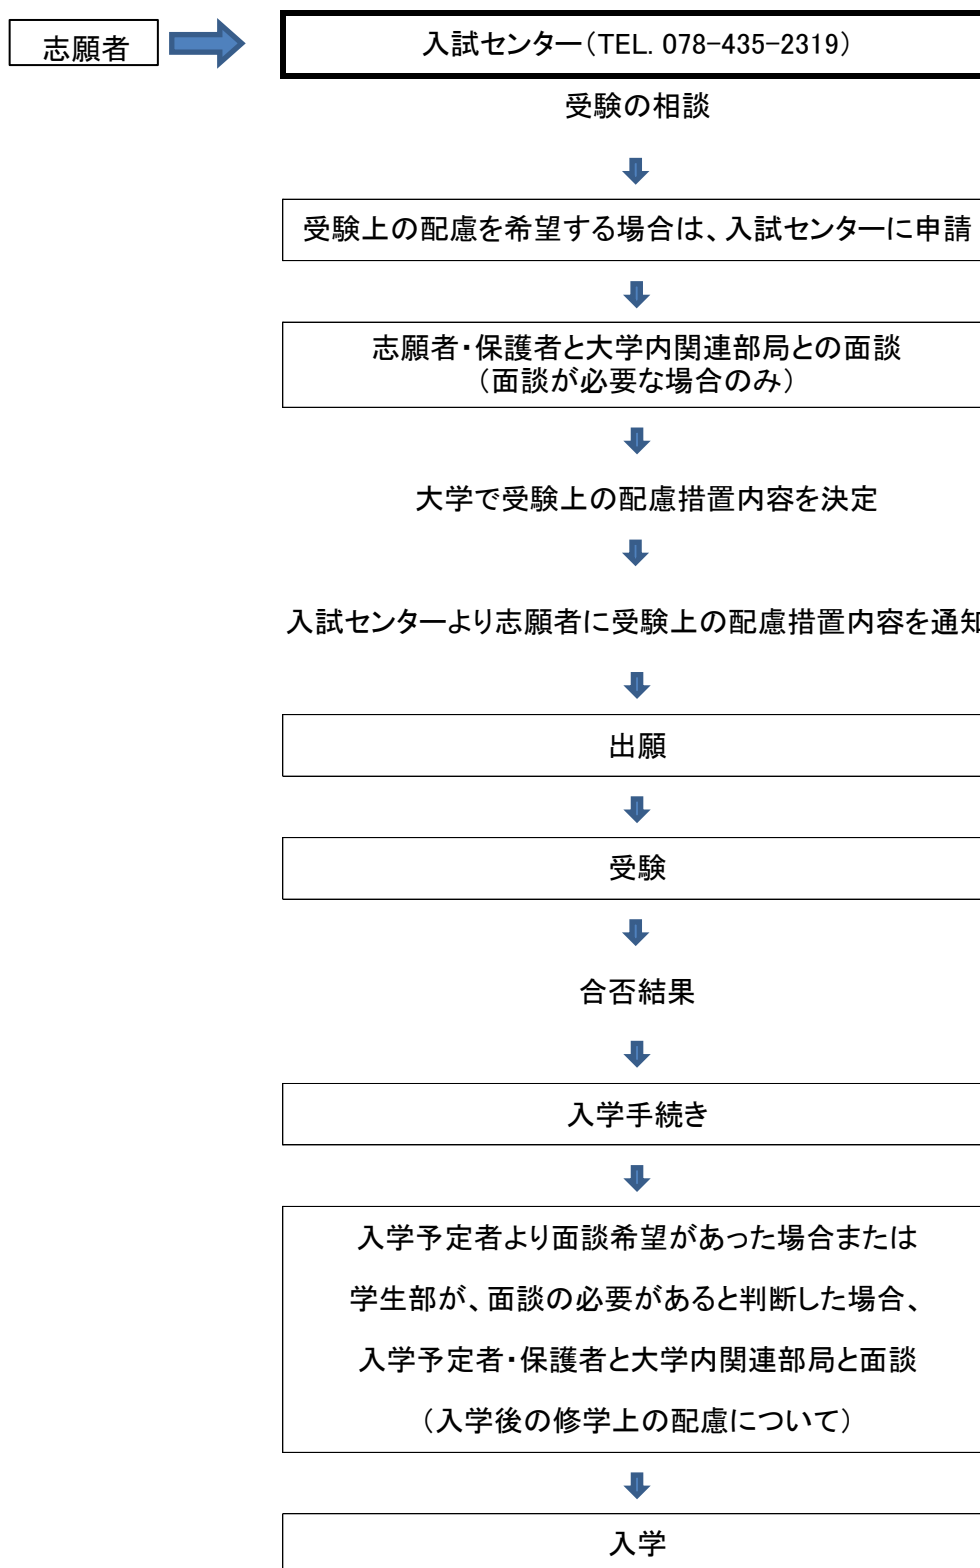 志願者
入試センター（TEL. 078-435-2319）
受験の相談
受験上の配慮を希望する場合は、入試センターに申請
志願者・保護者と大学内関連部局との面談
（面談が必要な場合のみ）
大学で受験上の配慮措置内容を決定
入試センターより志願者に受験上の配慮措置内容を通知
出願
受験
合否結果
入学手続き
入学予定者より面談希望があった場合または
学生部が、面談の必要があると判断した場合、
入学予定者・保護者と大学内関連部局と面談
（入学後の修学上の配慮について）
入学